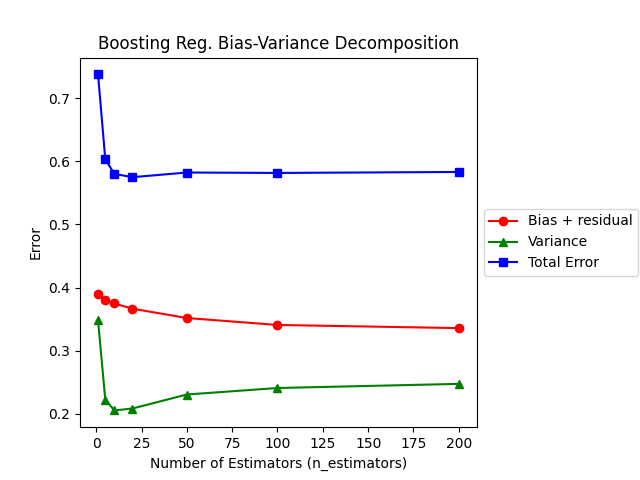 Boosting Reg. Bias-Variance Decomposition
0.7
0.6
0.5
0.4
0.3
0.2
Error
0 25 50 75 100 125 150 175 200
Number of Estimators (n_estimators)
Bias + residual
Variance
Total Error